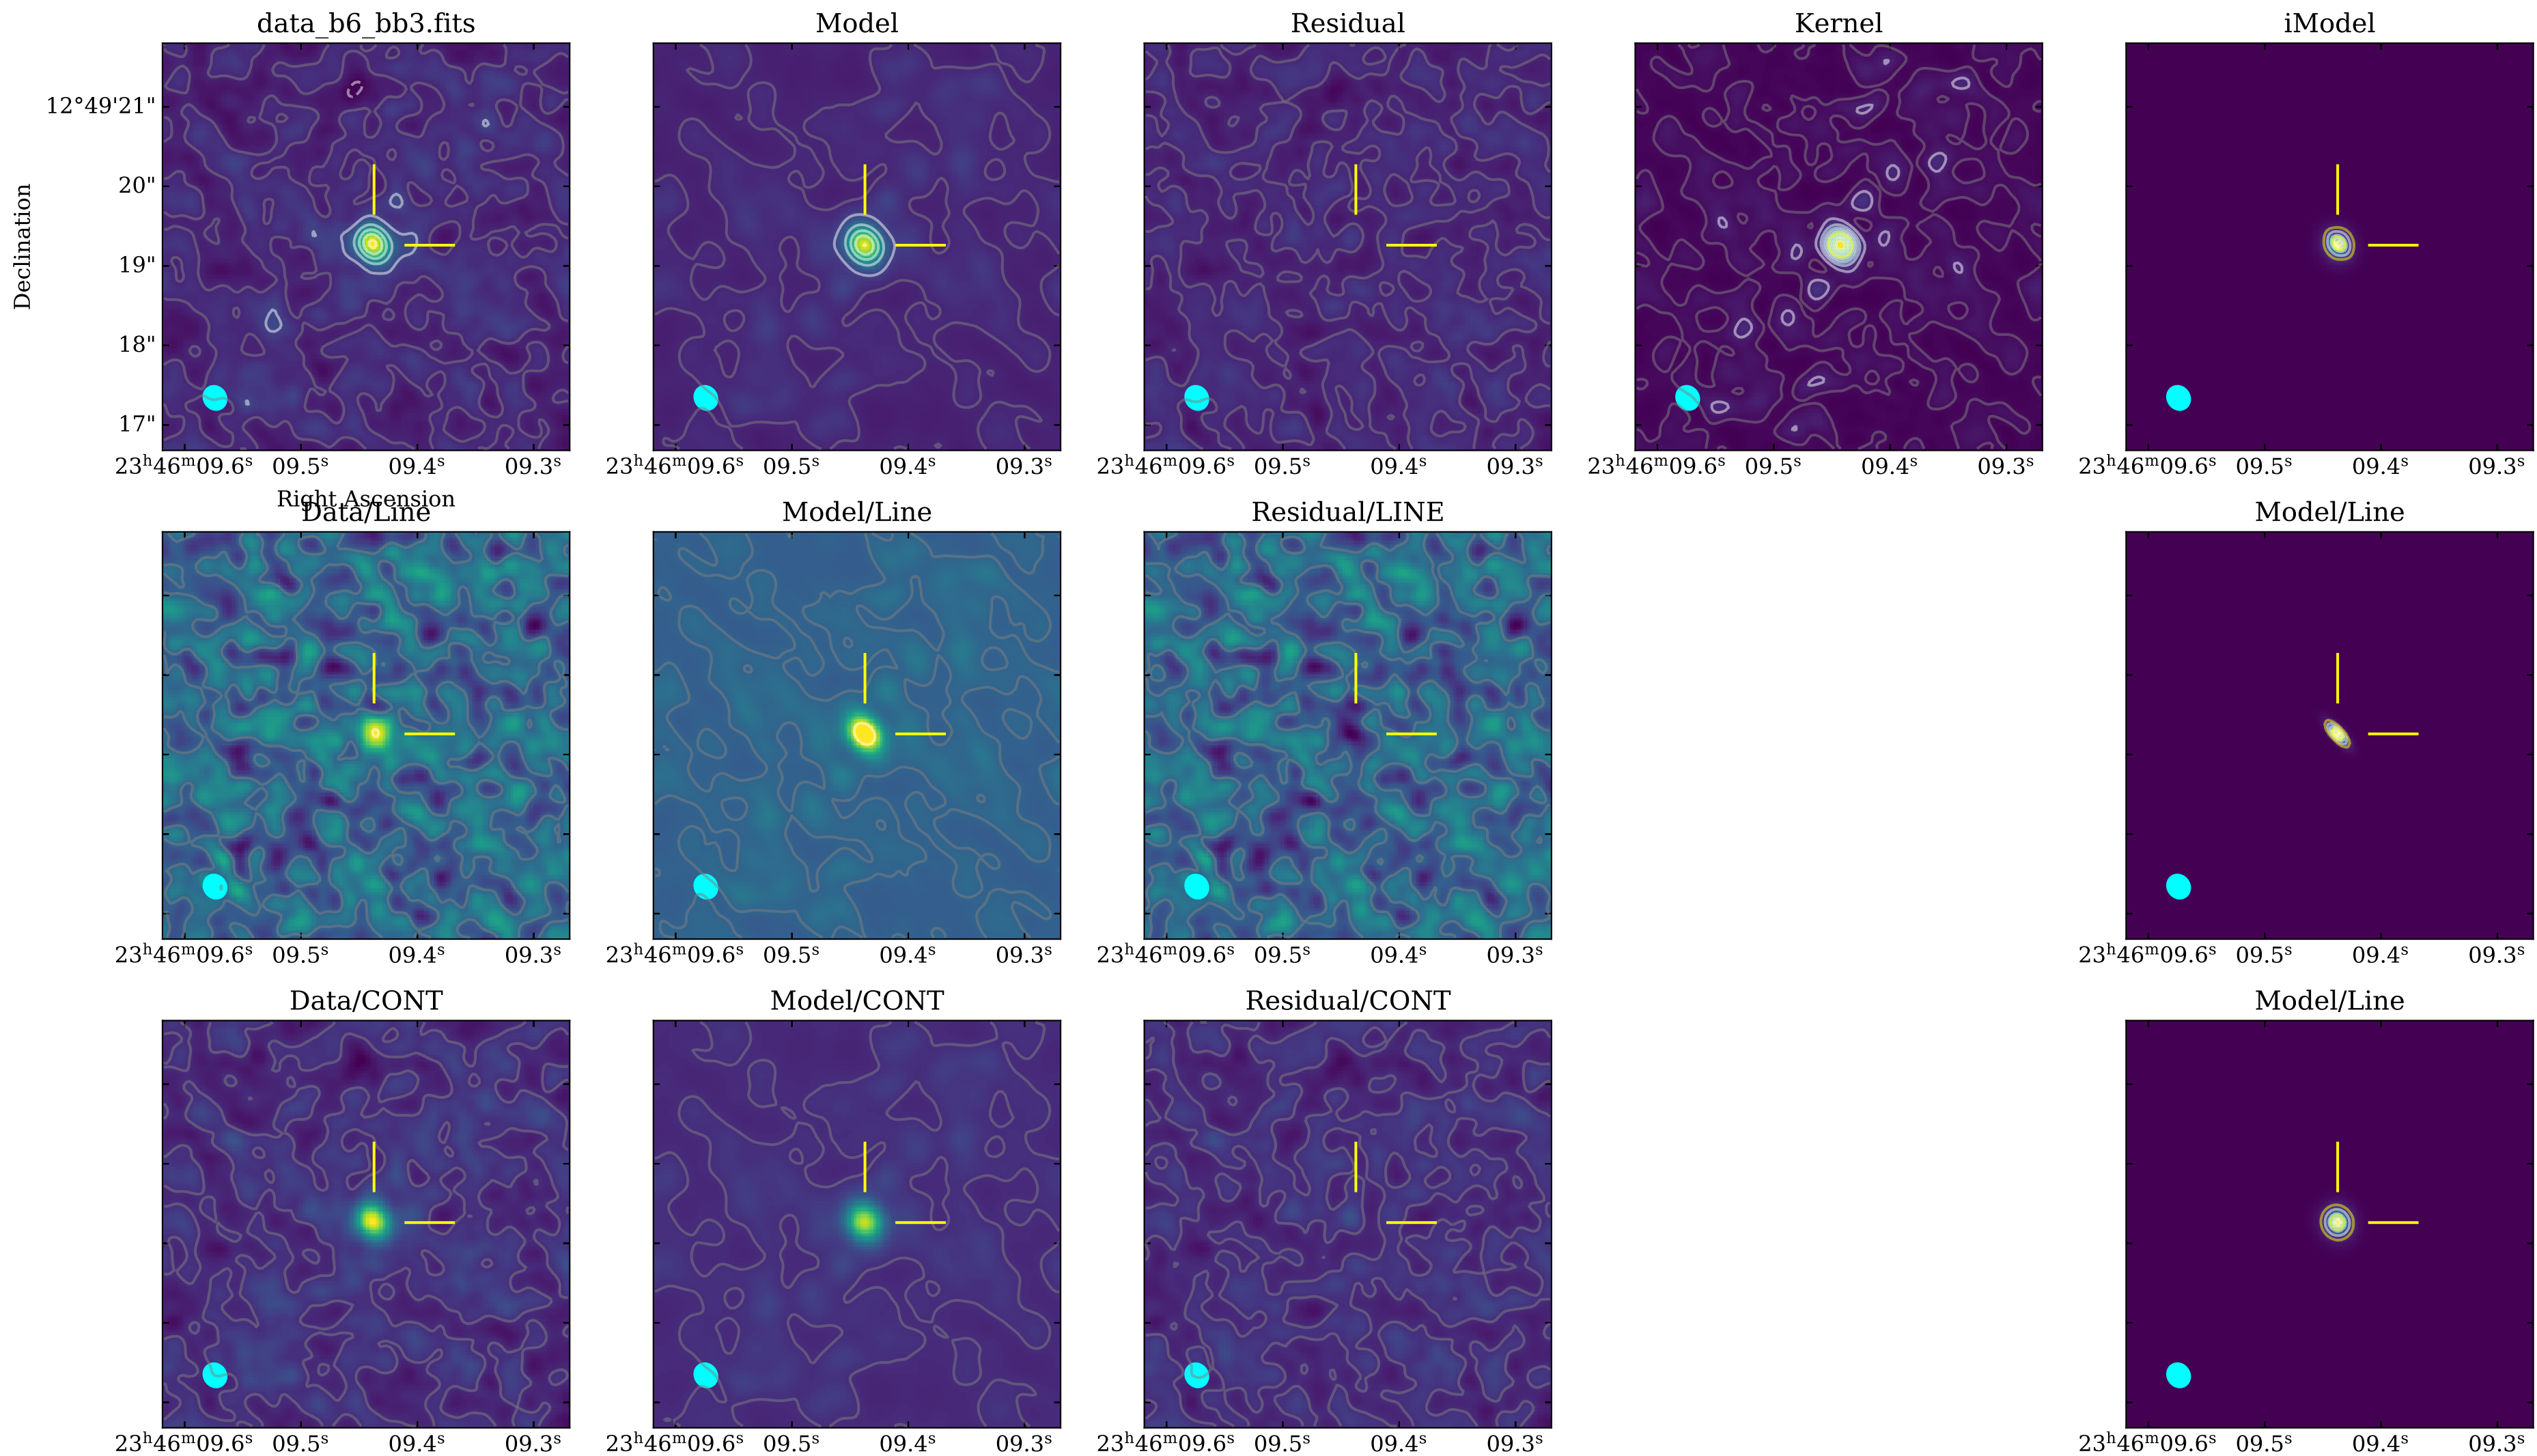 data_b6_bb3.fits
Model
Residual
Kernel
iModel
Declination
12°49'21"
20"
19"
18"
17"
23ʰ46ᵐ09.6ˢ 09.5ˢ 09.4ˢ 09.3ˢ
23ʰ46ᵐ09.6ˢ 09.5ˢ 09.4ˢ 09.3ˢ
23ʰ46ᵐ09.6ˢ 09.5ˢ 09.4ˢ 09.3ˢ
23ʰ46ᵐ09.6ˢ 09.5ˢ 09.4ˢ 09.3ˢ
23ʰ46ᵐ09.6ˢ 09.5ˢ 09.4ˢ 09.3ˢ
Right Ascension
Data/Line
Model/Line
Residual/LINE
Model/Line
23ʰ46ᵐ09.6ˢ 09.5ˢ 09.4ˢ 09.3ˢ
23ʰ46ᵐ09.6ˢ 09.5ˢ 09.4ˢ 09.3ˢ
23ʰ46ᵐ09.6ˢ 09.5ˢ 09.4ˢ 09.3ˢ
23ʰ46ᵐ09.6ˢ 09.5ˢ 09.4ˢ 09.3ˢ
Data/CONT
Model/CONT
Residual/CONT
Model/Line
23ʰ46ᵐ09.6ˢ 09.5ˢ 09.4ˢ 09.3ˢ
23ʰ46ᵐ09.6ˢ 09.5ˢ 09.4ˢ 09.3ˢ
23ʰ46ᵐ09.6ˢ 09.5ˢ 09.4ˢ 09.3ˢ
23ʰ46ᵐ09.6ˢ 09.5ˢ 09.4ˢ 09.3ˢ